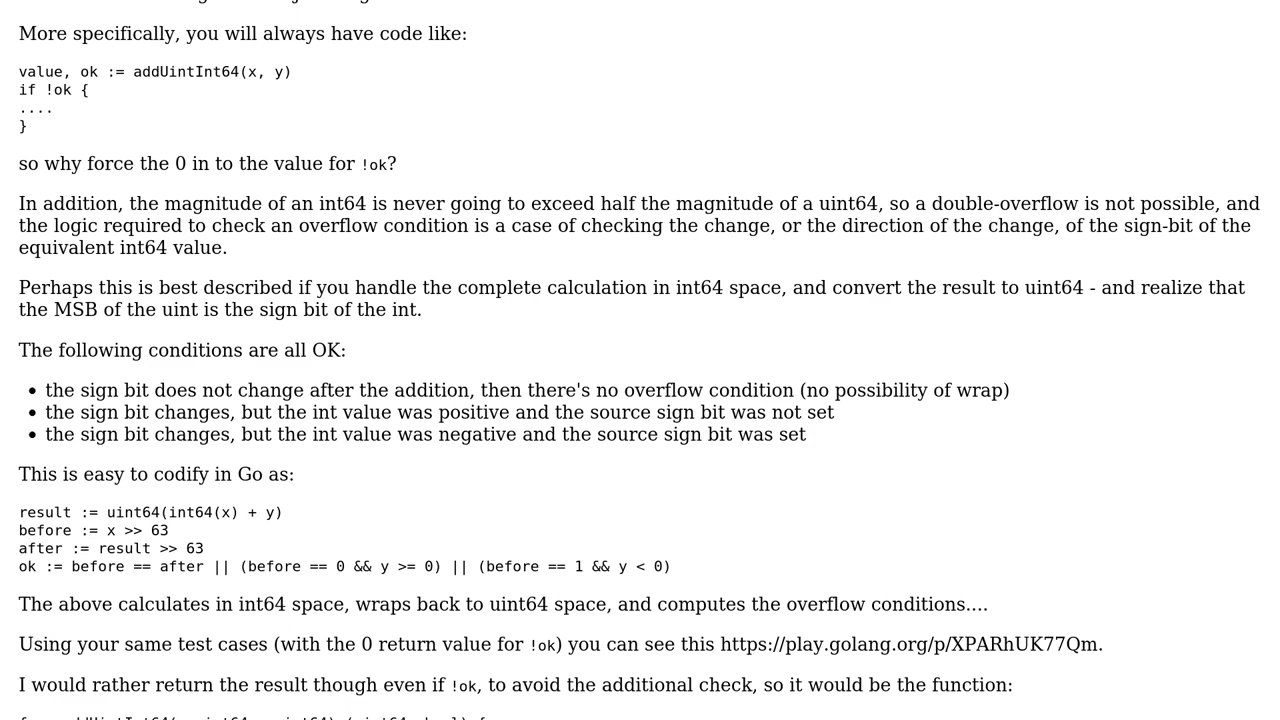 More specifically, you will always have code like:
value, ok := addUintInt64(x, y)
if !ok {
....
}
so why force the 0 in to the value for !ok?
In addition, the magnitude of an int64 is never going to exceed half the magnitude of a uint64, so a double-overflow is not possible, and
the logic required to check an overflow condition is a case of checking the change, or the direction of the change, of the sign-bit of the
equivalent int64 value.
Perhaps this is best described if you handle the complete calculation in int64 space, and convert the result to uint64 - and realize that
the MSB of the uint is the sign bit of the int.
The following conditions are all OK:
• the sign bit does not change after the addition, then there's no overflow condition (no possibility of wrap)
• the sign bit changes, but the int value was positive and the source sign bit was not set
• the sign bit changes, but the int value was negative and the source sign bit was set
This is easy to codify in Go as:
result := uint64(int64(x) + y)
before := x >> 63
after := result >> 63
ok := before == after || (before == 0 && y >= 0) || (before == 1 && y < 0)
The above calculates in int64 space, wraps back to uint64 space, and computes the overflow conditions....
Using your same test cases (with the 0 return value for !ok) you can see this https://play.golang.org/p/XPARhUK77Qm.
I would rather return the result though even if !ok, to avoid the additional check, so it would be the function: